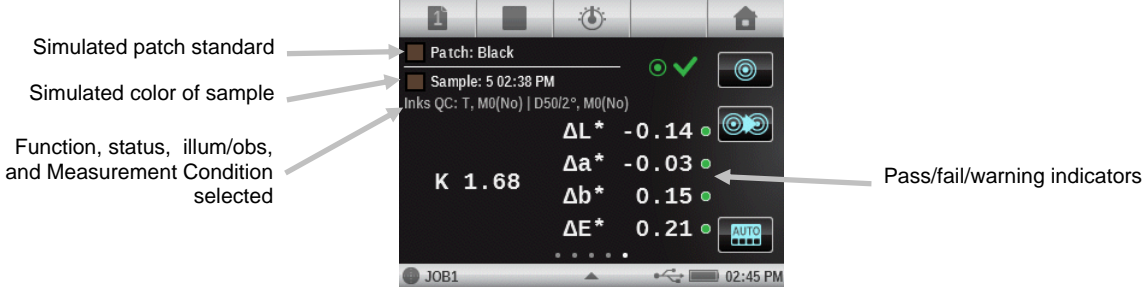 1
Simulated patch standard
Patch: Black
Simulated color of sample
Sample: 5 02:38 PM
Function, status, illum/obs,
and Measurement Condition
selected
Inks QC: T, M0(No) | D50/2°, M0(No)
K 1.68
ΔL* -0.14
Δa* -0.03
Δb* 0.15
ΔE* 0.21
Pass/fail/warning indicators
AUTO
JOB1
02:45 PM